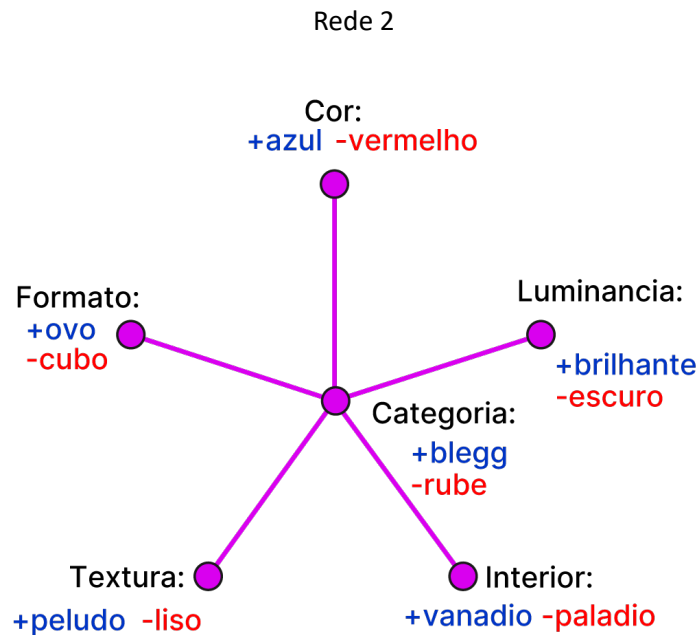 Rede 2
Cor:
+azul -vermelho
Formato:
+ovo
-cubo
Luminancia:
+brilhante
-escuro
Categoria:
+blegg
-rube
Textura:
+peludo -liso
Interior:
+vanadio -paladio